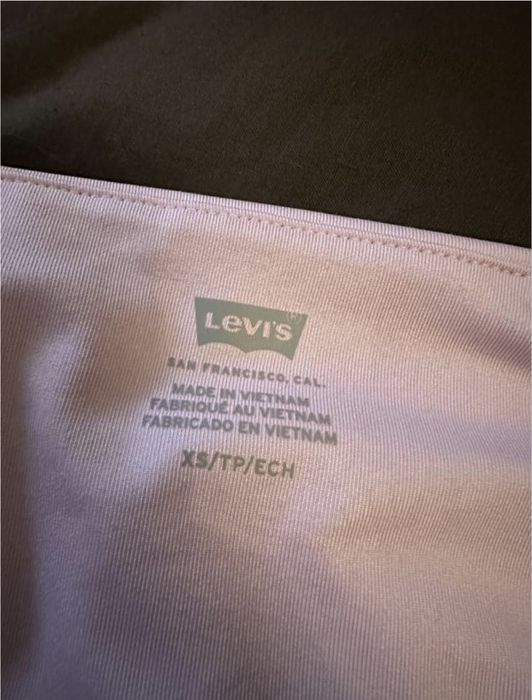 Levi's®
SAN FRANCISCO, CAL.
MADE IN VIETNAM
FABRIQUÉ AU VIETNAM
FABRICADO EN VIETNAM
XS/TP/ECH